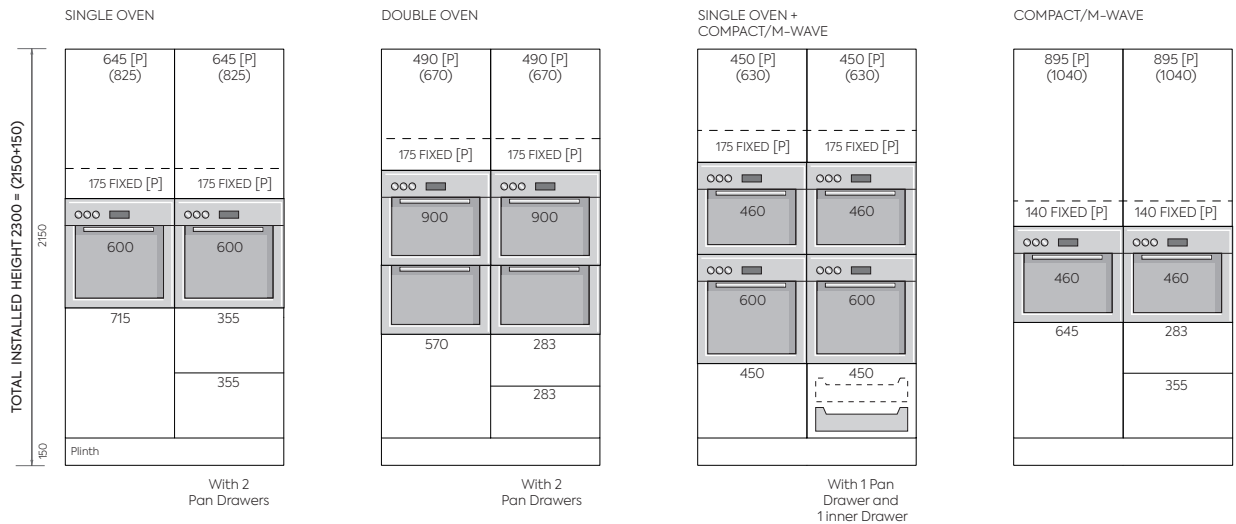 SINGLE OVEN
DOUBLE OVEN
SINGLE OVEN +
COMPACT/M-WAVE
COMPACT/M-WAVE
TOTAL INSTALLED HEIGHT 2300 = (2150+150)
2150
150
645 [P]
(825)
645 [P]
(825)
175 FIXED [P]
175 FIXED [P]
600
600
715
355
355
Plinth
With 2
Pan Drawers
490 [P]
(670)
490 [P]
(670)
175 FIXED [P]
175 FIXED [P]
900
900
570
283
283
With 2
Pan Drawers
450 [P]
(630)
450 [P]
(630)
175 FIXED [P]
175 FIXED [P]
460
460
600
600
450
450
With 1 Pan
Drawer and
1 inner Drawer
895 [P]
(1040)
895 [P]
(1040)
140 FIXED [P]
140 FIXED [P]
460
460
645
283
355